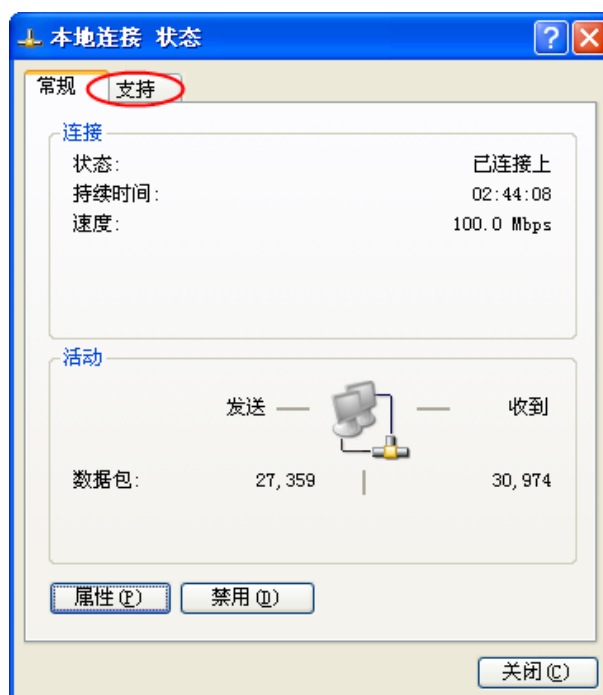 本地连接 状态
常规 支持
连接
状态: 已连接上
持续时间: 02:44:08
速度: 100.0 Mbps
活动
发送 — — 收到
数据包: 27,359 | 30,974
属性(P) 禁用(D)
关闭(C)